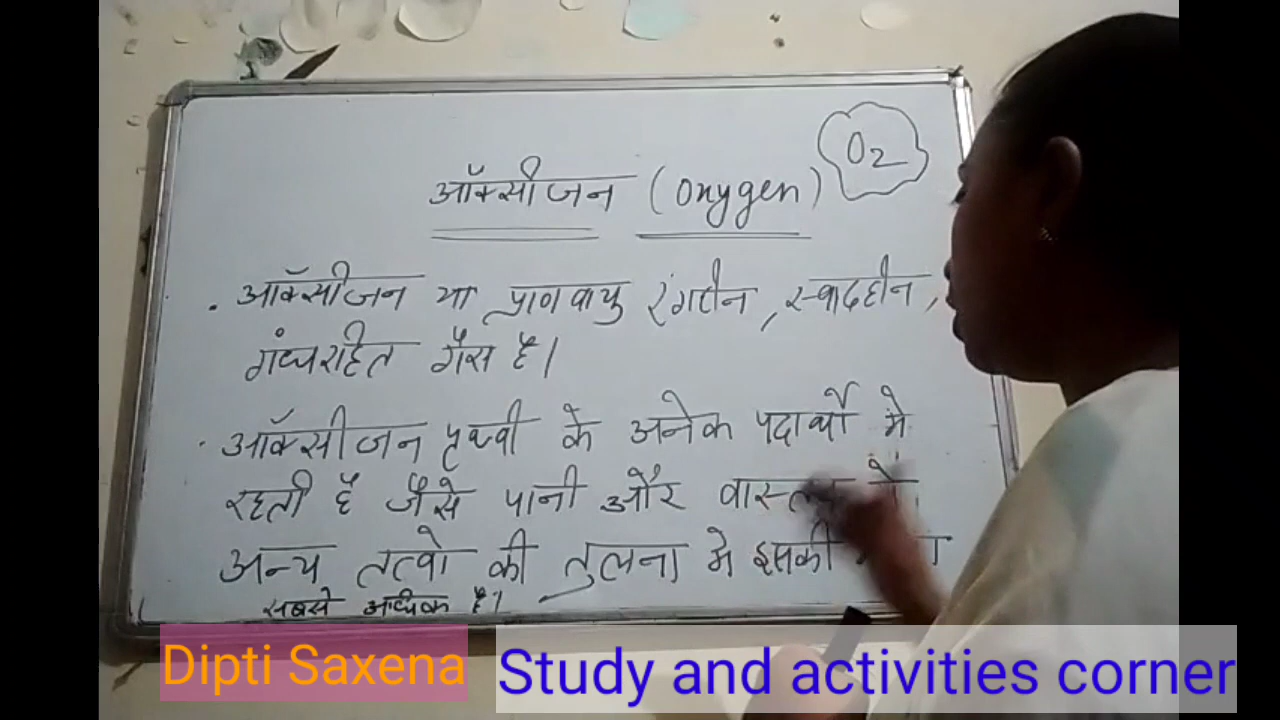 ऑक्सीजन (Oxygen) O2
. ऑक्सीजन या प्राणवायु रंगहीन, स्वादहीन,
गंधरहित गैस है।
. ऑक्सीजन पृथ्वी के अनेक पदार्थो मे
रहती है जैसे पानी और वास्तव मे।
अन्य तत्वो की तुलना मे इसकी
सबसे अधिक है।
Dipti Saxena
Study and activities corner